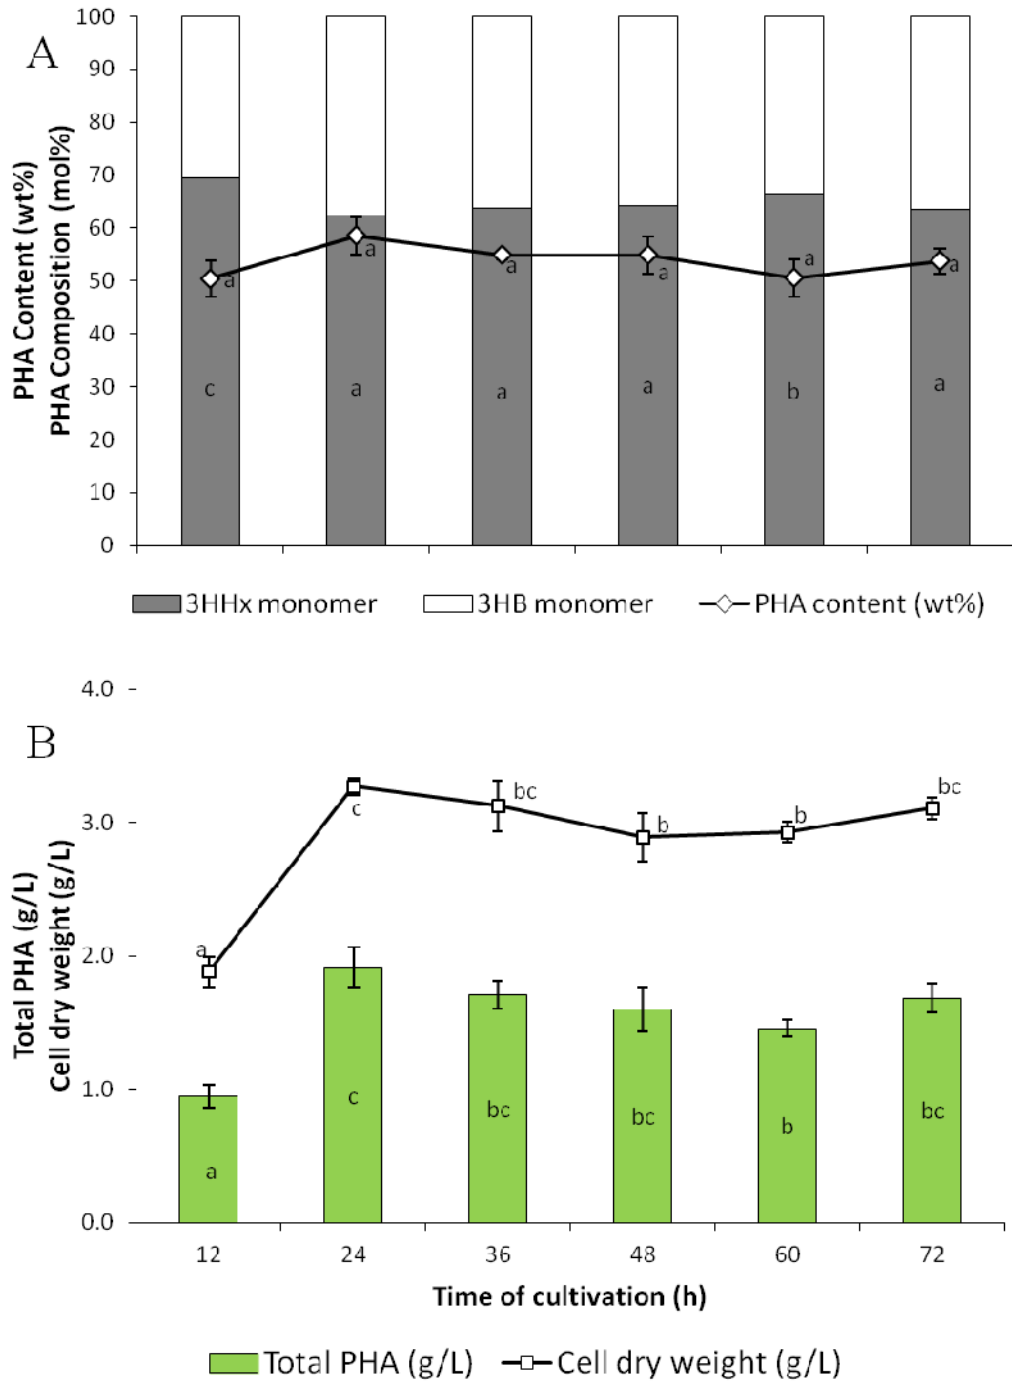 A
100
90
80
70
60
50
40
30
20
10
0
PHA Content (wt%)
PHA Composition (mol%)
a a a a a a
c a a a b a
3HHx monomer 3HB monomer PHA content (wt%)
B
4.0
3.0
2.0
1.0
0.0
Total PHA (g/L)
Cell dry weight (g/L)
a c bc b b bc
a c bc bc b bc
12 24 36 48 60 72
Time of cultivation (h)
Total PHA (g/L) Cell dry weight (g/L)